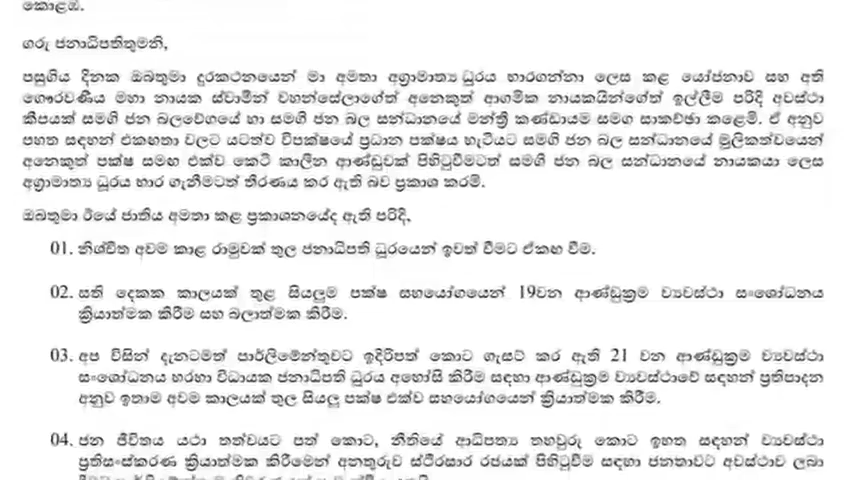 කොළඹ.
ගරු ජනාධිපතිතුමනි,
පසුගිය දිනක ඔබතුමා දුරකථනයෙන් මා අමතා අග්‍රාමාත්‍ය ධුරය භාරගන්නා ලෙස කළ යෝජනාව සහ අති
ගෞරවණීය මහා නායක ස්වාමීන් වහන්සේලාගේත් අනෙකුත් ආගමික නායකයින්ගේත් ඉල්ලීම පරිදි අවස්ථා
කීපයක් සමගි ජන බලවේගයේ හා සමගි ජන බල සන්ධානයේ මන්ත්‍රී කණ්ඩායම සමග සාකච්ඡා කළෙමි. ඒ අනුව
පහත සඳහන් එකඟතා වලට යටත්ව විපක්ෂයේ ප්‍රධාන පක්ෂය හැටියට සමගි ජන බල සන්ධානයේ මූලිකත්වයෙන්
අනෙකුත් පක්ෂ සමඟ එක්ව කෙටි කාලීන ආණ්ඩුවක් පිහිටුවීමටත් සමගි ජන බල සන්ධානයේ නායකයා ලෙස
අග්‍රාමාත්‍ය ධූරය භාර ගැනීමටත් තීරණය කර ඇති බව ප්‍රකාශ කරමි.
ඔබතුමා ඊයේ ජාතිය අමතා කළ ප්‍රකාශනයේද ඇති පරිදි,
01. නිශ්චිත අවම කාළ රාමුවක් තුල ජනාධිපති ධූරයෙන් ඉවත් වීමට ඒකඟ වීම.
02. සති දෙකක කාලයක් තුළ සියලුම පක්ෂ සහයෝගයෙන් 19වන ආණ්ඩුක්‍රම ව්‍යවස්ථා සංශෝධනය
ක්‍රියාත්මක කිරීම සහ බලාත්මක කිරීම.
03. අප විසින් දැනටමත් පාර්ලිමේන්තුවට ඉදිරිපත් කොට ගැසට් කර ඇති 21 වන ආණ්ඩුක්‍රම ව්‍යවස්ථා
සංශෝධනය හරහා විධායක ජනාධිපති ධුරය අහෝසි කිරීම සඳහා ආණ්ඩුක්‍රම ව්‍යවස්ථාවේ සඳහන් ප්‍රතිපාදන
අනුව ඉතාම අවම කාලයක් තුල සියලු පක්ෂ එක්ව සහයෝගයෙන් ක්‍රියාත්මක කිරීම.
04. ජන ජීවිතය යථා තත්වයට පත් කොට, නීතියේ ආධිපත්‍ය තහවුරු කොට ඉහත සඳහන් ව්‍යවස්ථා
ප්‍රතිසංස්කරණ ක්‍රියාත්මක කිරීමෙන් අනතුරුව ස්ථිරසාර රජයක් පිහිටුවීම සඳහා ජනතාවට අවස්ථාව ලබා